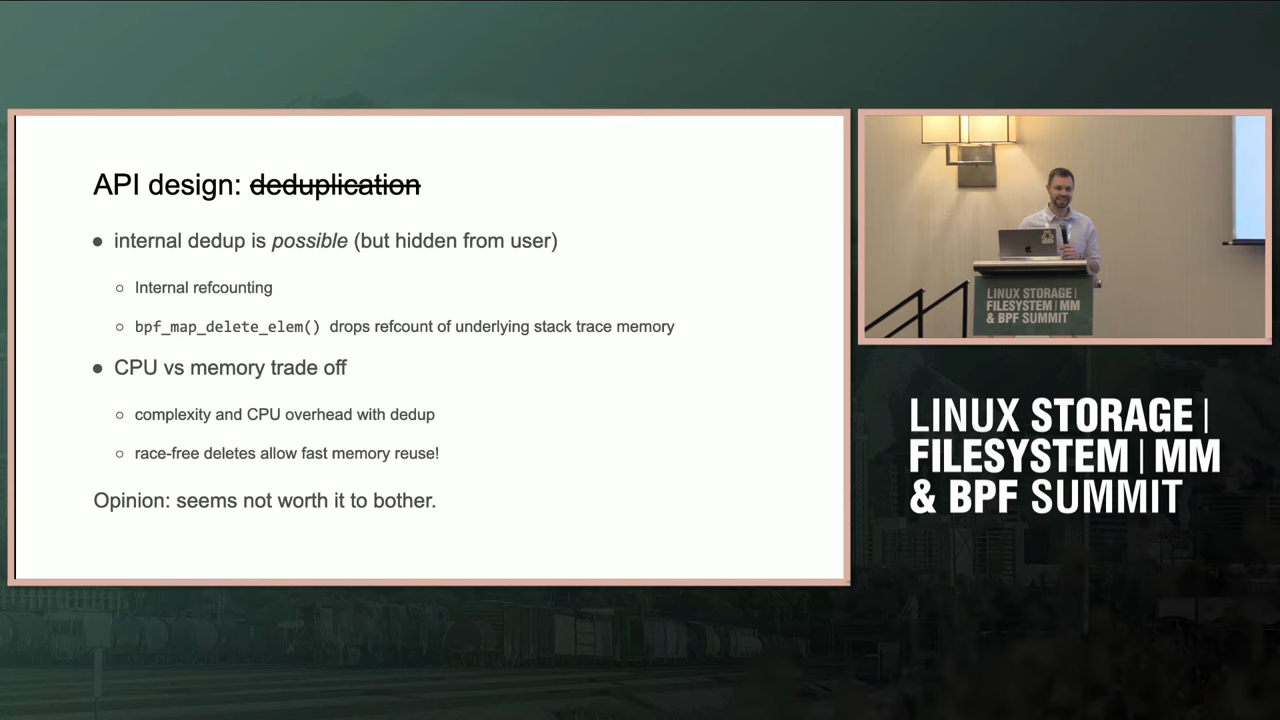 API design: deduplication
● internal dedup is possible (but hidden from user)
○ Internal refcounting
○ bpf_map_delete_elem() drops refcount of underlying stack trace memory
● CPU vs memory trade off
○ complexity and CPU overhead with dedup
○ race-free deletes allow fast memory reuse!
Opinion: seems not worth it to bother.
LINUX STORAGE |
FILESYSTEM | MM
& BPF SUMMIT
LINUX STORAGE |
FILESYSTEM | MM
& BPF SUMMIT